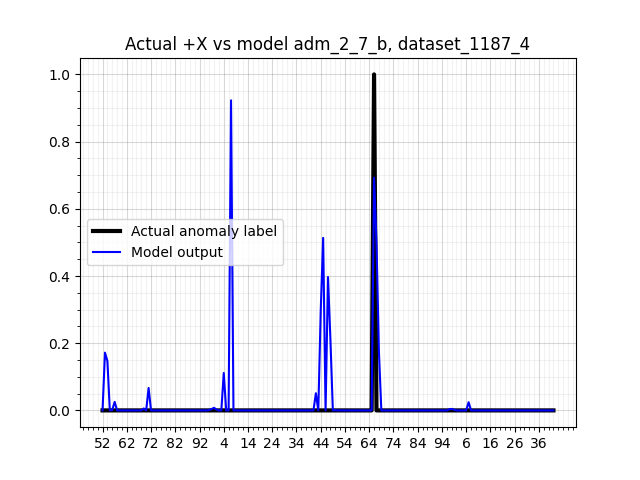 Actual +X vs model adm_2_7_b, dataset_1187_4
1.0
0.8
0.6
Actual anomaly label
Model output
0.4
0.2
0.0
52 62 72 82 92 4 14 24 34 44 54 64 74 84 94 6 16 26 36